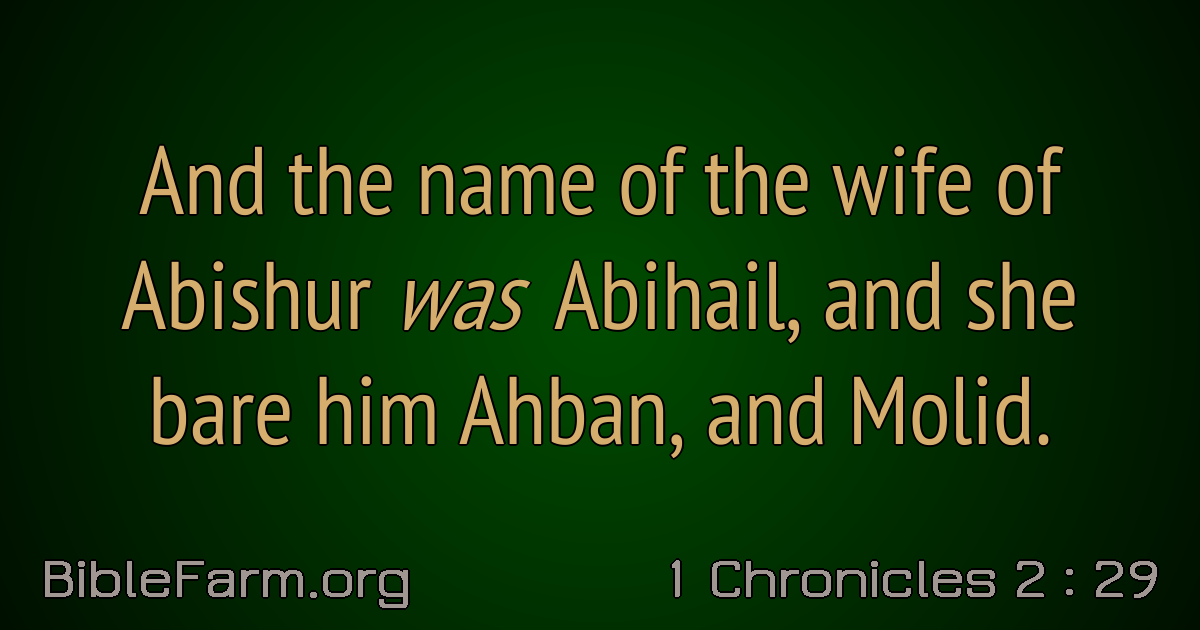 And the name of the wife of
Abishur was Abihail, and she
bare him Ahban, and Molid.
BibleFarm.org
1 Chronicles 2 : 29